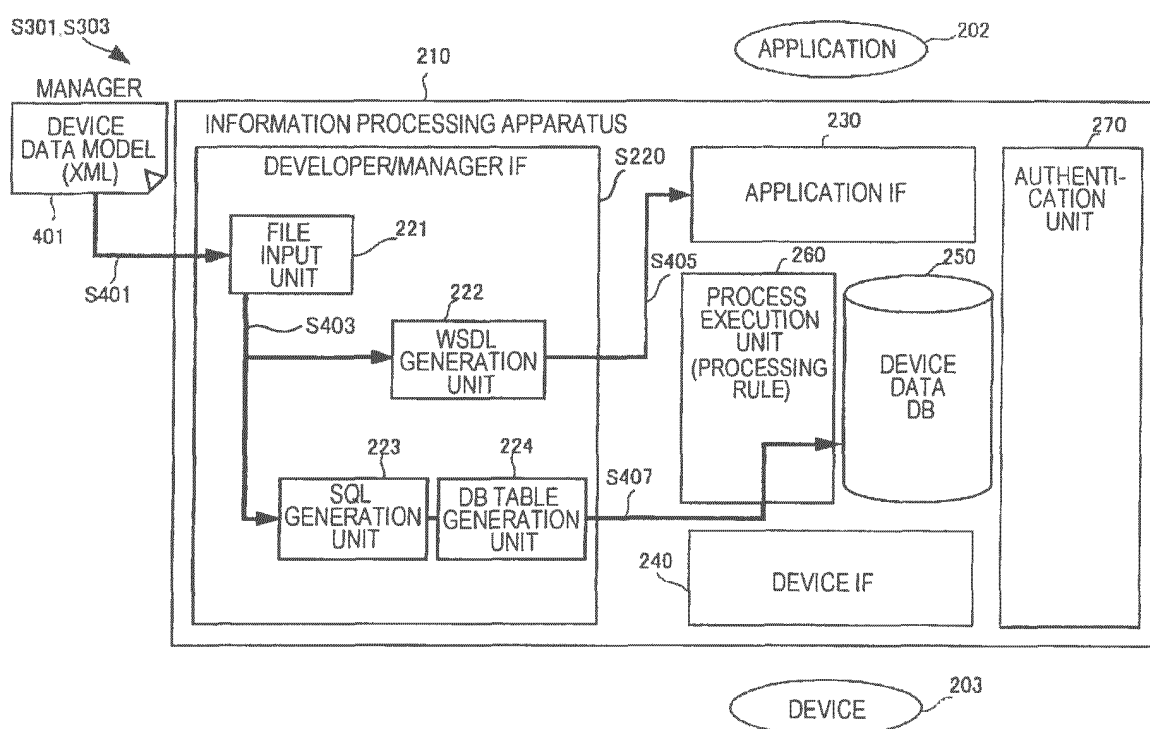 S301,S303
202
APPLICATION
210
MANAGER
DEVICE
DATA MODEL
(XML)
401
S401
INFORMATION PROCESSING APPARATUS
230
270
DEVELOPER/MANAGER IF
S220
APPLICATION IF
AUTHENTI-
CATION
UNIT
FILE
INPUT
UNIT
221
S403
222
WSDL
GENERATION
UNIT
S405
260
250
PROCESS
EXECUTION
UNIT
(PROCESSING
RULE)
DEVICE
DATA
DB
223
224
SQL
GENERATION
UNIT
DB TABLE
GENERATION
UNIT
S407
240
DEVICE IF
203
DEVICE